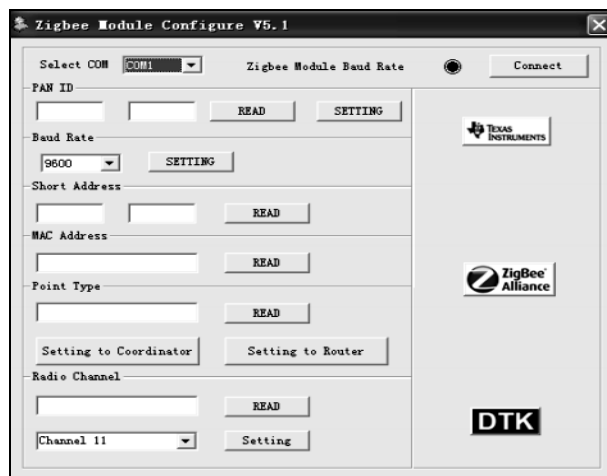 Zigbee Module Configure V5.1
Select COM COM1 Zigbee Module Baud Rate Connect
PAN ID
READ SETTING
TEXAS INSTRUMENTS
Baud Rate
9600 SETTING
Short Address
READ
MAC Address
READ
ZigBee Alliance
Point Type
READ
Setting to Coordinator Setting to Router
Radio Channel
READ
DTK
Channel 11 Setting